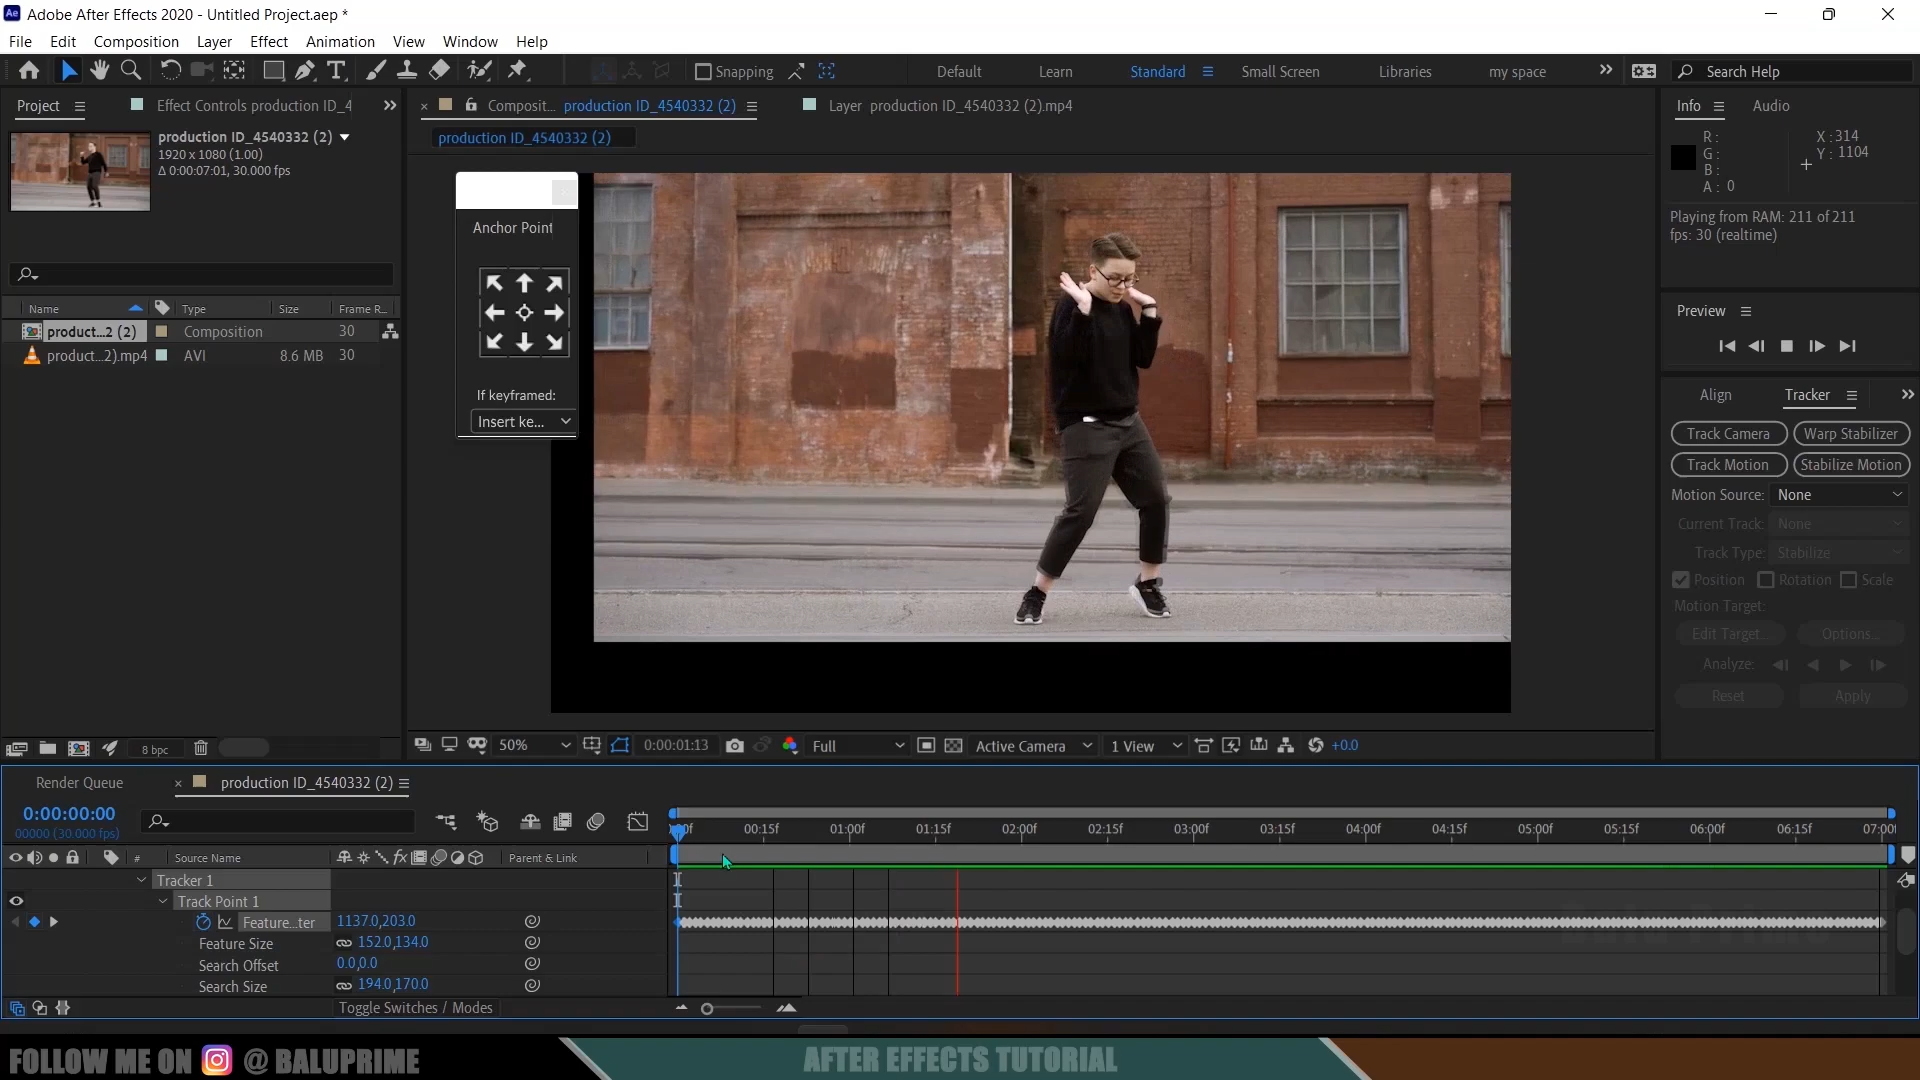 Ae Adobe After Effects 2020 - Untitled Project.aep *
File Edit Composition Layer Effect Animation View Window Help
Snapping Default Learn Standard Small Screen Libraries my space Search Help
Project Effect Controls production ID_4
Composit... production ID_4540332 (2) Layer production ID_4540332 (2).mp4
production ID_4540332 (2)
production ID_4540332 (2)
1920 x 1080 (1.00)
Δ 0:00:07:01, 30.000 fps
Name Type Size Frame R...
product...2 (2) Composition 30
product...2).mp4 AVI 8.6 MB 30
8 bpc
Anchor Point
If keyframed:
Insert ke...
50% 0:00:01:13 Full Active Camera 1 View +0.0
Info Audio
R :
G :
B :
A : 0
X : 314
Y : 1104
Playing from RAM: 211 of 211
fps: 30 (realtime)
Preview
Align Tracker
Track Camera Warp Stabilizer
Track Motion Stabilize Motion
Motion Source: None
Current Track: None
Track Type: Stabilize
Position Rotation Scale
Motion Target:
Edit Target... Options...
Analyze:
Reset Apply
Render Queue production ID_4540332 (2)
0:00:00:00
00000 (30.000 fps)
00:15f 01:00f 01:15f 02:00f 02:15f 03:00f 03:15f 04:00f 04:15f 05:00f 05:15f 06:00f 06:15f 07:00f
# Source Name fx Parent & Link
Tracker 1
Track Point 1
Feature...ter 1137.0,203.0
Feature Size 152.0,134.0
Search Offset 0.0,0.0
Search Size 194.0,170.0
Toggle Switches / Modes
FOLLOW ME ON @ BALUPRIME AFTER EFFECTS TUTORIAL